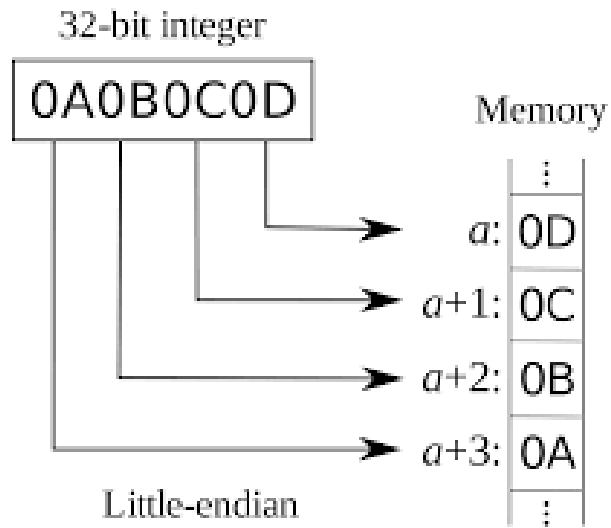 32-bit integer
0A0B0C0D
Memory
⋮
a: 0D
a+1: 0C
a+2: 0B
a+3: 0A
⋮
Little-endian